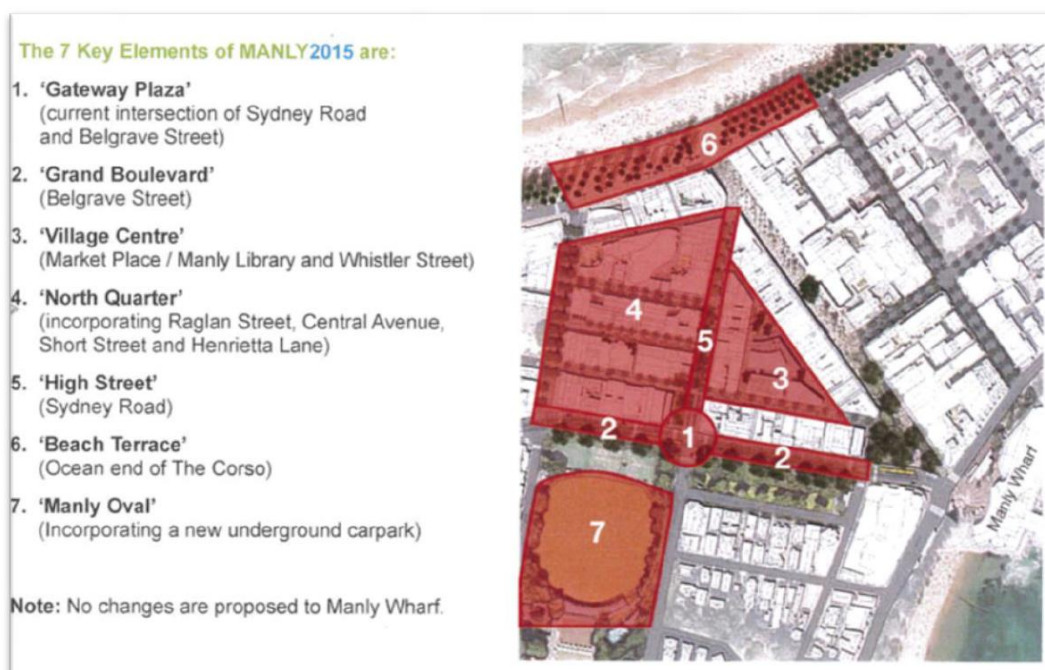 The 7 Key Elements of MANLY2015 are:
1. ‘Gateway Plaza’
(current intersection of Sydney Road
and Belgrave Street)
2. ‘Grand Boulevard’
(Belgrave Street)
3. ‘Village Centre’
(Market Place / Manly Library and Whistler Street)
4. ‘North Quarter’
(incorporating Raglan Street, Central Avenue,
Short Street and Henrietta Lane)
5. ‘High Street’
(Sydney Road)
6. ‘Beach Terrace’
(Ocean end of The Corso)
7. ‘Manly Oval’
(Incorporating a new underground carpark)
Note: No changes are proposed to Manly Wharf.
6
4
5
3
2
1
2
7
Manly Wharf